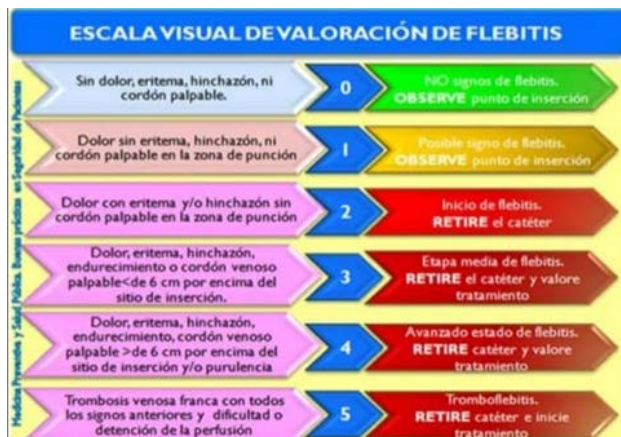 ESCALA VISUAL DE VALORACIÓN DE FLEBITIS
Sin dolor, eritema, hinchazón, ni
cordón palpable.
0
NO signos de flebitis.
OBSERVE punto de inserción
Dolor sin eritema, hinchazón, ni
cordón palpable en la zona de punción
1
Posible signo de flebitis.
OBSERVE punto de inserción
Dolor con eritema y/o hinchazón sin
cordón palpable en la zona de punción
2
Inicio de flebitis.
RETIRE el catéter
Dolor, eritema, hinchazón,
endurecimiento o cordón venoso
palpable<de 6 cm por encima del
sitio de inserción.
3
Etapa media de flebitis.
RETIRE el catéter y valore
tratamiento
Dolor, eritema, hinchazón,
endurecimiento, cordón venoso
palpable >de 6 cm por encima del
sitio de inserción y/o purulencia
4
Avanzado estado de flebitis.
RETIRE catéter y valore
tratamiento
Trombosis venosa franca con todos
los signos anteriores y dificultad o
detención de la perfusión
5
Tromboflebitis.
RETIRE catéter e inicie
tratamiento
Medicina Preventiva y Salud Pública. Buenas prácticas en Seguridad de Pacientes